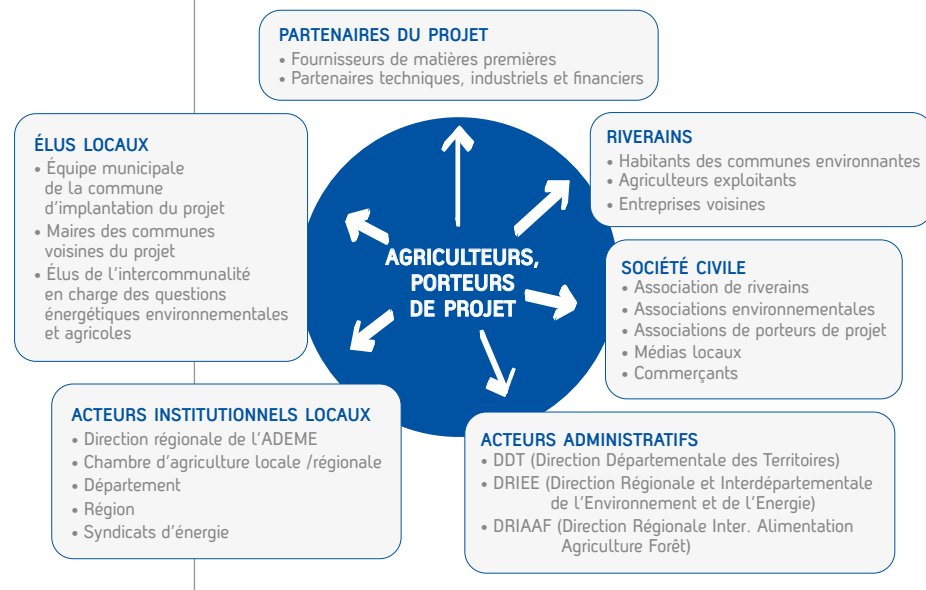 PARTENAIRES DU PROJET
• Fournisseurs de matières premières
• Partenaires techniques, industriels et financiers
ÉLUS LOCAUX
• Équipe municipale
de la commune
d'implantation du projet
• Maires des communes
voisines du projet
• Élus de l'intercommunalité
en charge des questions
énergétiques environnementales
et agricoles
RIVERAINS
• Habitants des communes environnantes
• Agriculteurs exploitants
• Entreprises voisines
AGRICULTEURS,
PORTEURS
DE PROJET
SOCIÉTÉ CIVILE
• Association de riverains
• Associations environnementales
• Associations de porteurs de projet
• Médias locaux
• Commerçants
ACTEURS INSTITUTIONNELS LOCAUX
• Direction régionale de l'ADEME
• Chambre d'agriculture locale /régionale
• Département
• Région
• Syndicats d'énergie
ACTEURS ADMINISTRATIFS
• DDT (Direction Départementale des Territoires)
• DRIEE (Direction Régionale et Interdépartementale
de l'Environnement et de l'Energie)
• DRIAAF (Direction Régionale Inter. Alimentation
Agriculture Forêt)